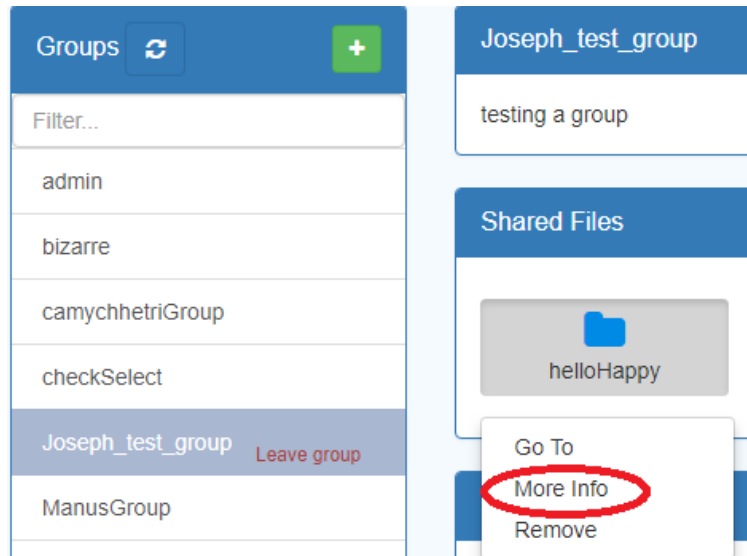 Groups
Filter...
admin
bizarre
camychhetriGroup
checkSelect
Joseph_test_group
Leave group
ManusGroup
Joseph_test_group
testing a group
Shared Files
helloHappy
Go To
More Info
Remove